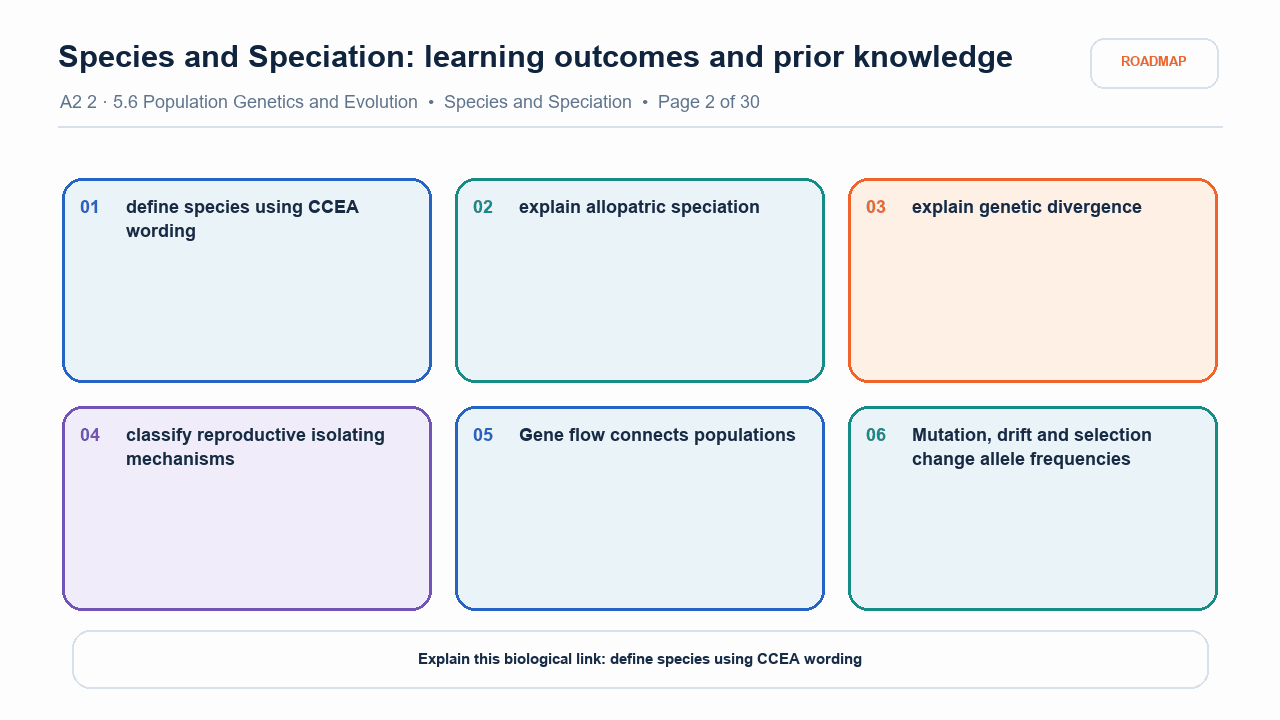 Species and Speciation: learning outcomes and prior knowledge
ROADMAP
A2 2 · 5.6 Population Genetics and Evolution • Species and Speciation • Page 2 of 30
01 define species using CCEA
wording
02 explain allopatric speciation
03 explain genetic divergence
04 classify reproductive isolating
mechanisms
05 Gene flow connects populations
06 Mutation, drift and selection
change allele frequencies
Explain this biological link: define species using CCEA wording